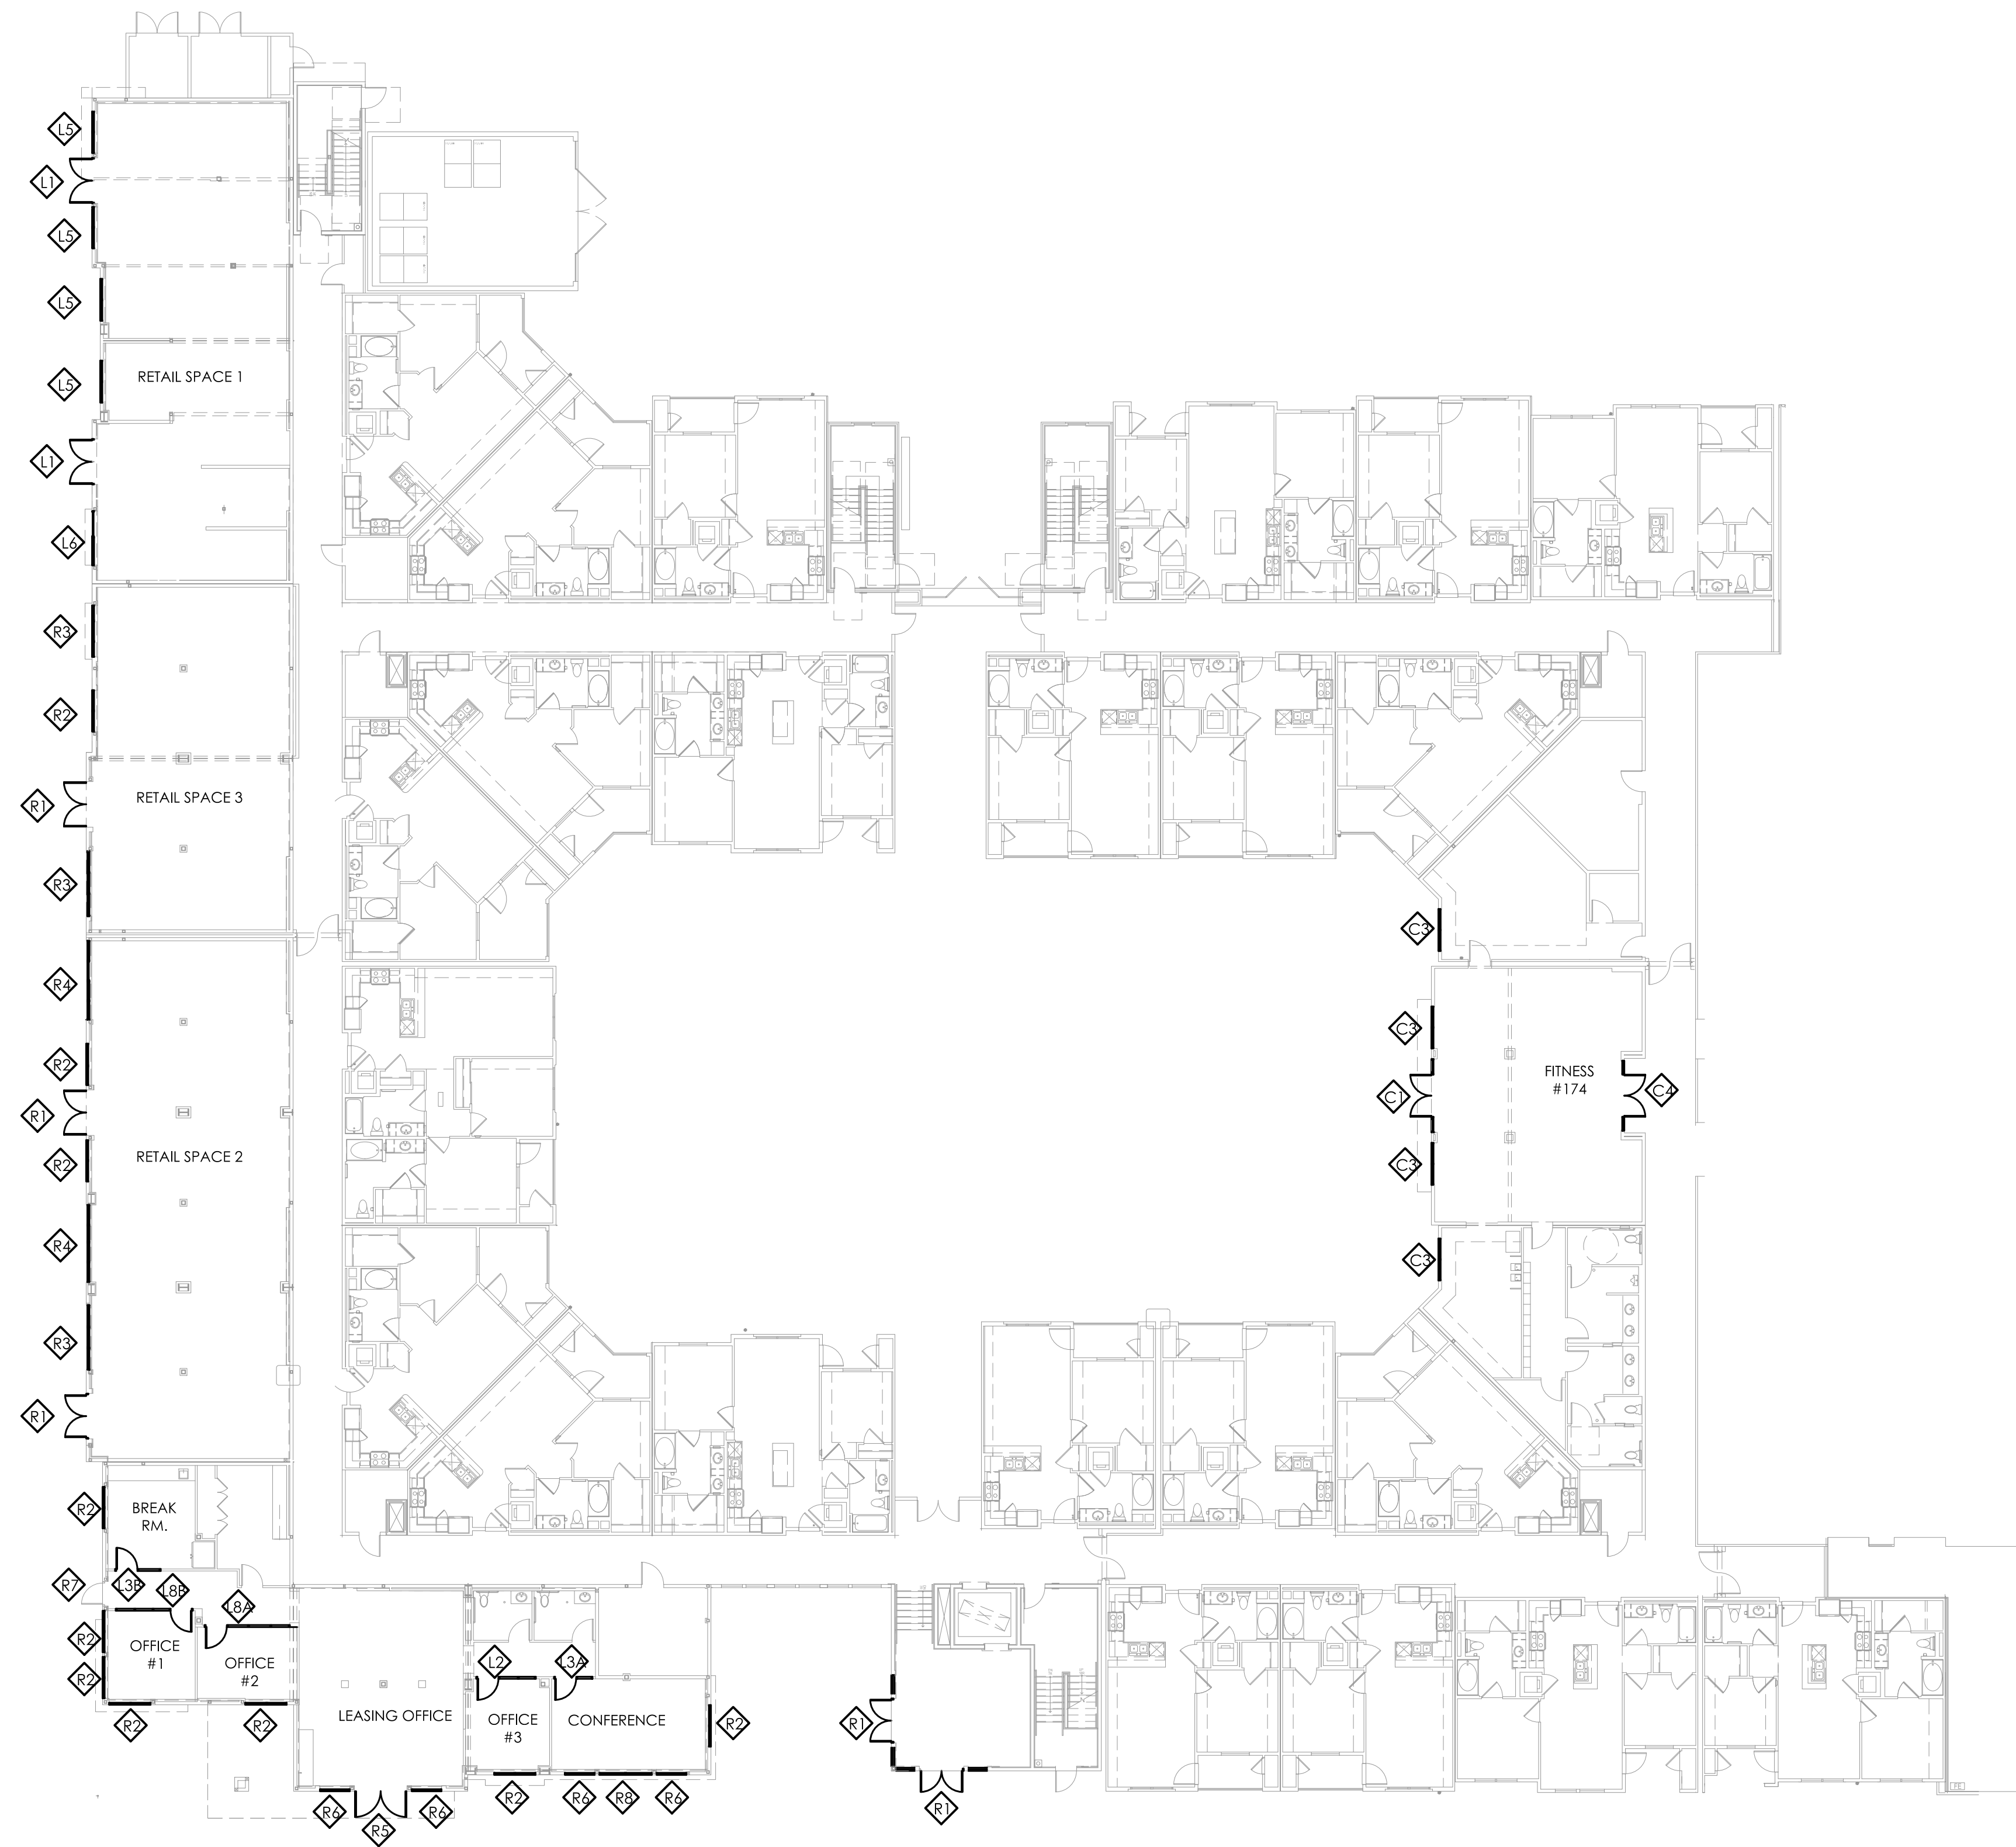 L5
L1
L5
L5
L5
RETAIL SPACE 1
L1
L6
R3
R2
R1
RETAIL SPACE 3
R3
C3
R4
C3
R2
FITNESS
#174
C1
C4
R1
RETAIL SPACE 2
R2
C3
R4
C3
R3
R1
R2
BREAK
RM.
R7
L3B
L8B
L8A
R2
OFFICE
#1
L2
L3A
OFFICE
#2
R2
LEASING OFFICE
OFFICE
#3
CONFERENCE
R2
R2
R2
R1
R6
R5
R6
R2
R6
R8
R6
R1